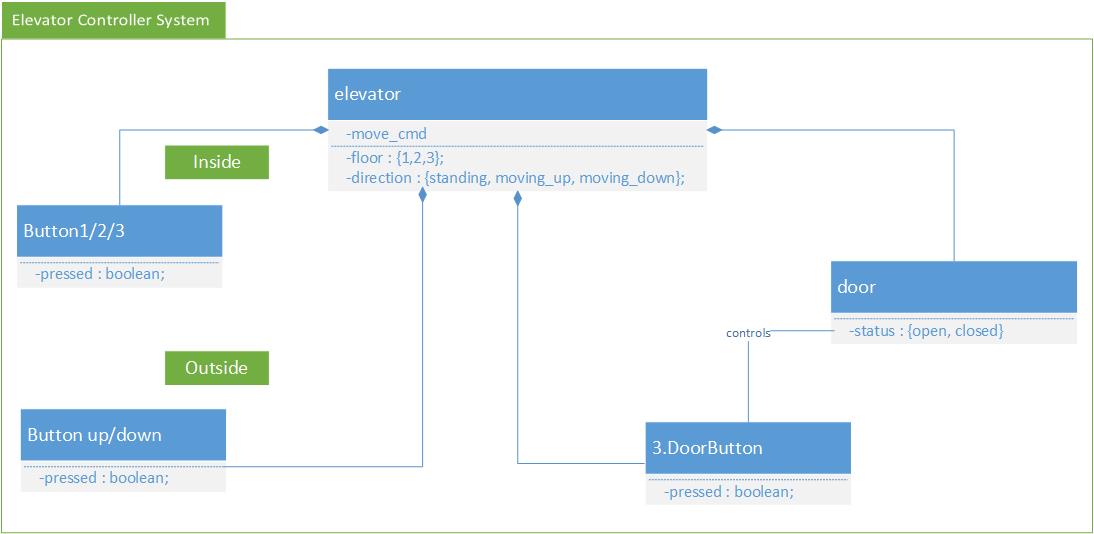 Elevator Controller System
elevator
-move_cmd
-floor : {1,2,3};
-direction : {standing, moving_up, moving_down};
Inside
Button1/2/3
-pressed : boolean;
door
-status : {open, closed}
controls
Outside
Button up/down
-pressed : boolean;
3.DoorButton
-pressed : boolean;